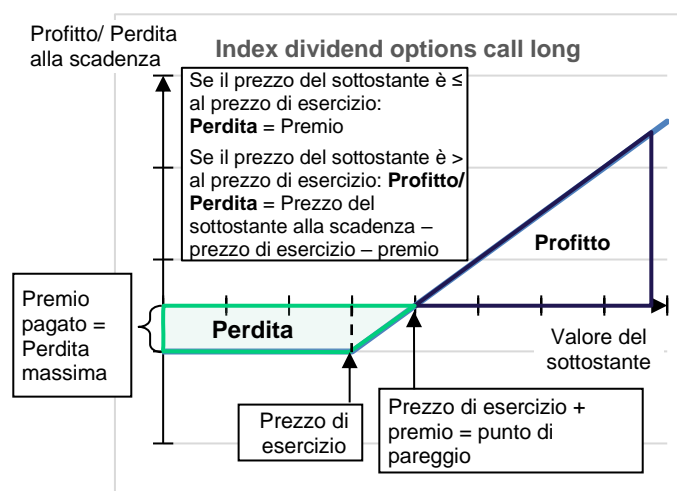 Profitto/ Perdita
alla scadenza
Index dividend options call long
Se il prezzo del sottostante è ≤
al prezzo di esercizio:
Perdita = Premio
Se il prezzo del sottostante è >
al prezzo di esercizio: Profitto/
Perdita = Prezzo del
sottostante alla scadenza –
prezzo di esercizio – premio
Profitto
Premio
pagato =
Perdita
massima
Perdita
Valore del
sottostante
Prezzo di
esercizio
Prezzo di esercizio +
premio = punto di
pareggio